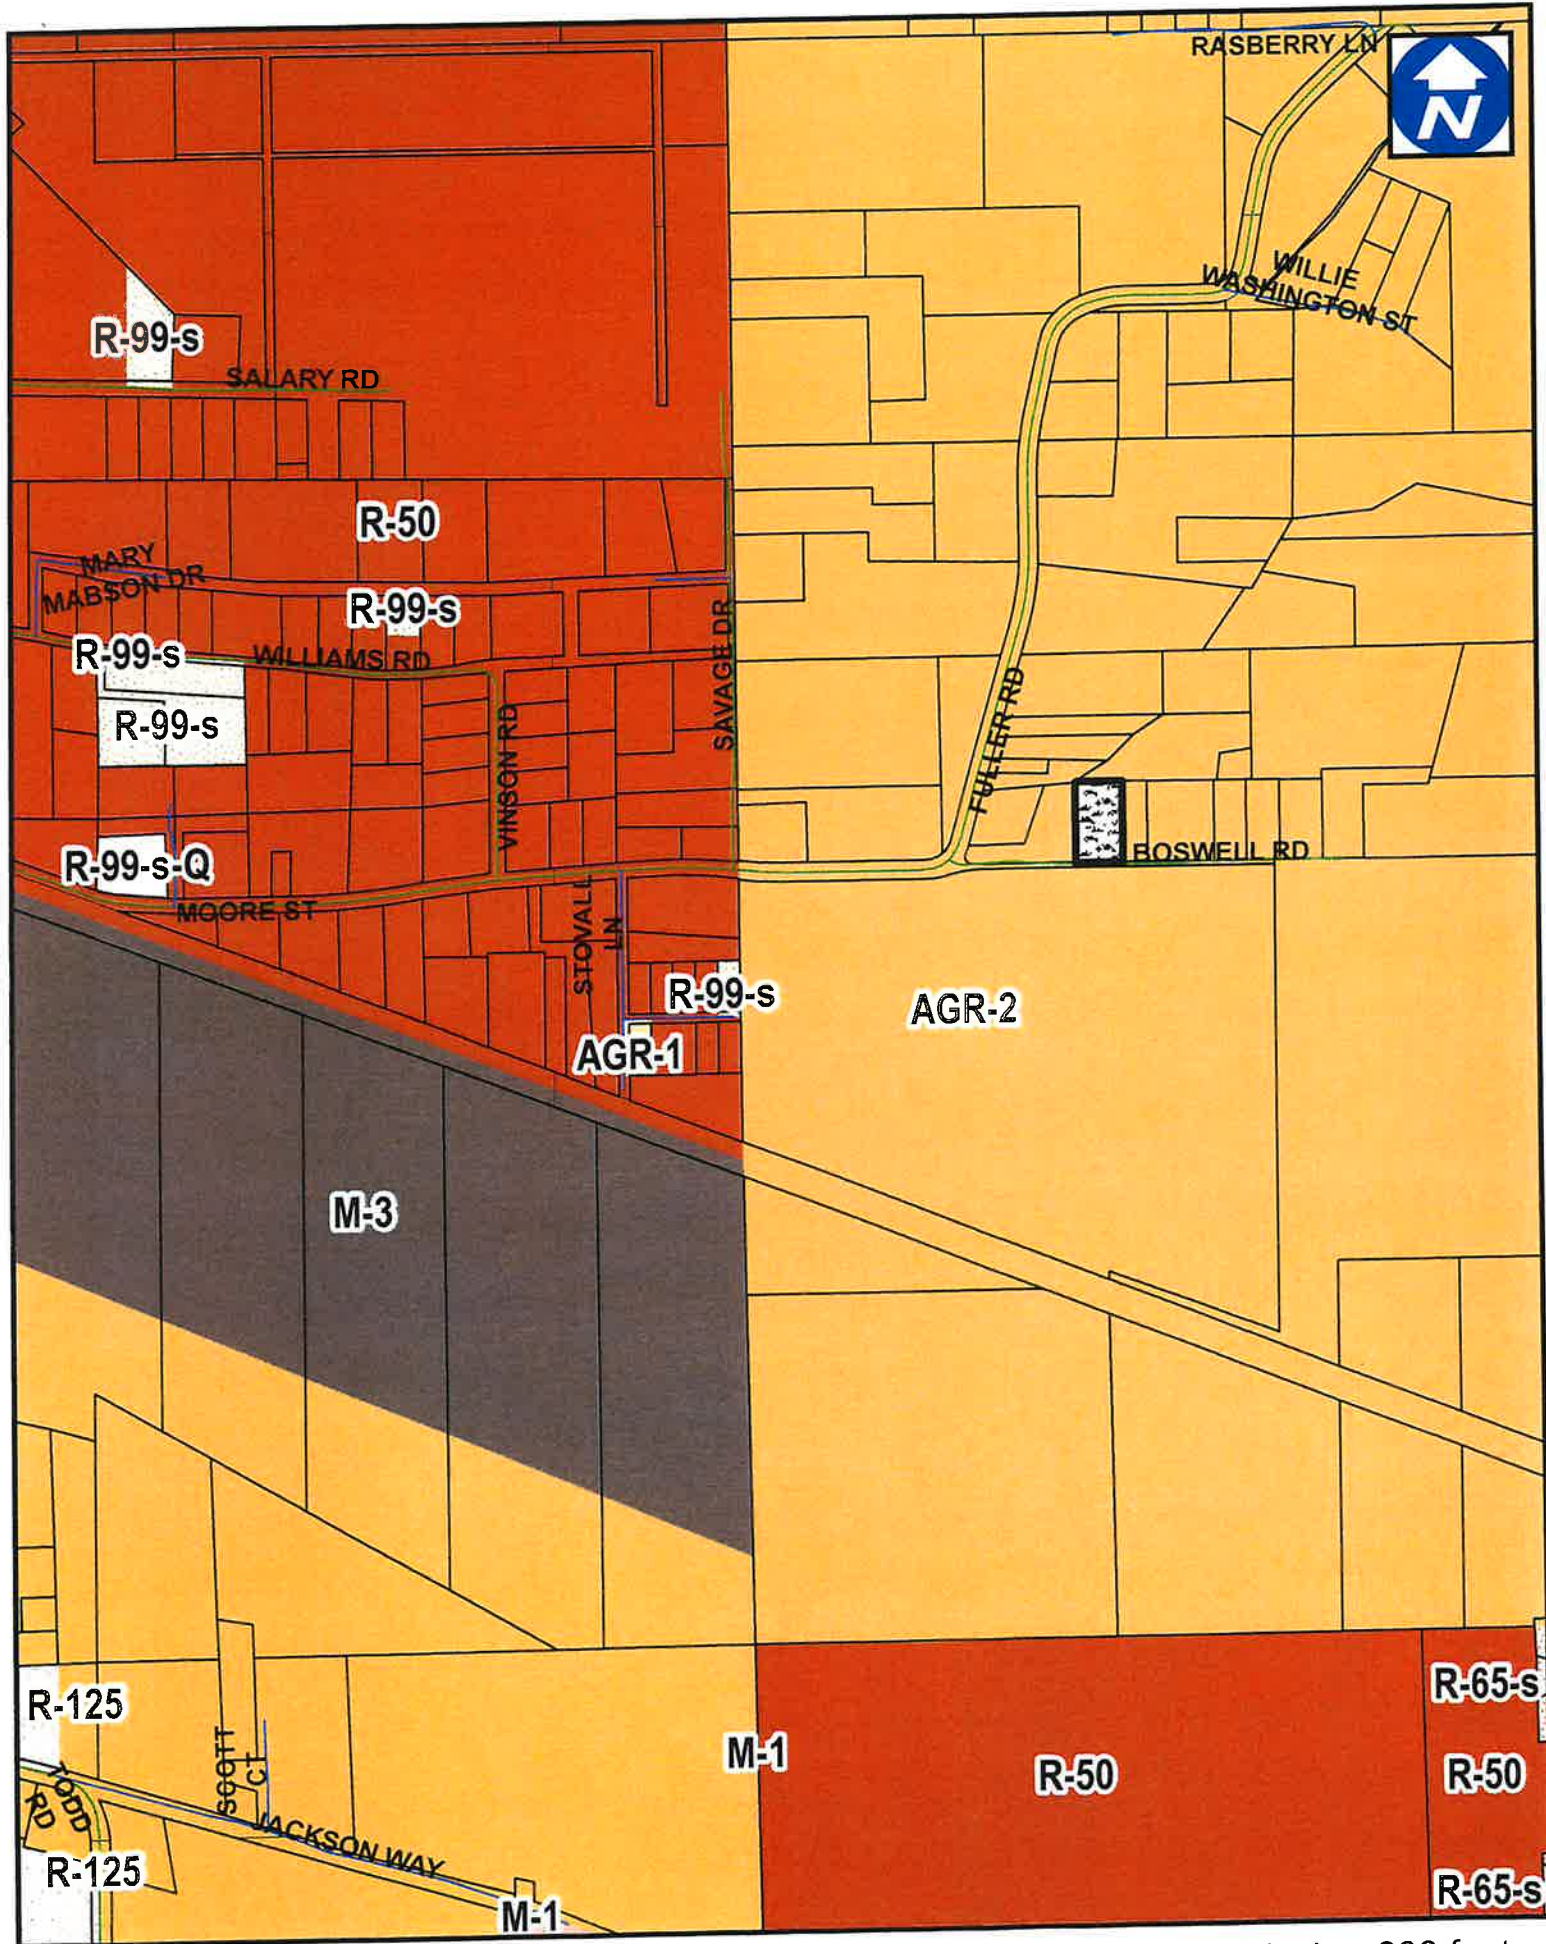 RASBERRY LN
N
WILLIE
WASHINGTON ST
R-99-s
SALARY RD
R-50
MARY
MABSON DR
R-99-s
R-99-s
WILLIAMS RD
R-99-s
SAVAGE DR
VINSON RD
FULLER RD
R-99-s-Q
BOSWELL RD
MOORE ST
STOVALL
LN
R-99-s
AGR-2
AGR-1
M-3
R-125
R-65-s
SCOTT
CT
M-1
R-50
R-50
TODD
RD
JACKSON WAY
R-125
M-1
R-65-s